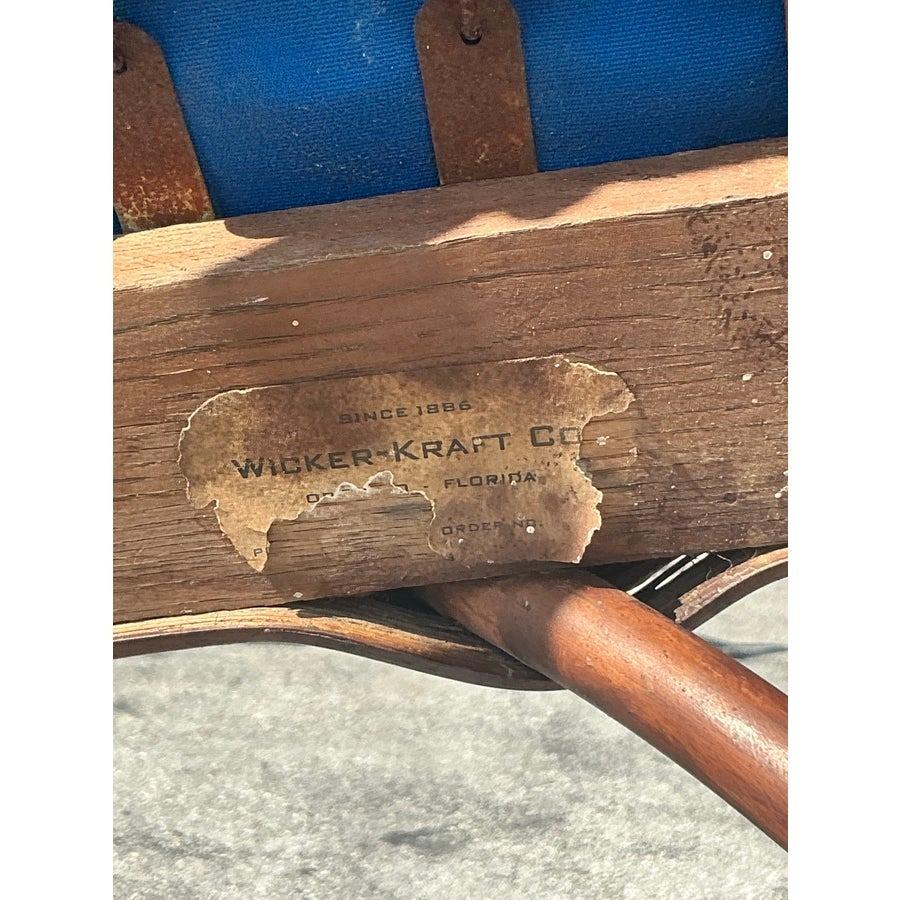 SINCE 1886
WICKER-KRAFT CO
- FLORIDA
ORDER NO.